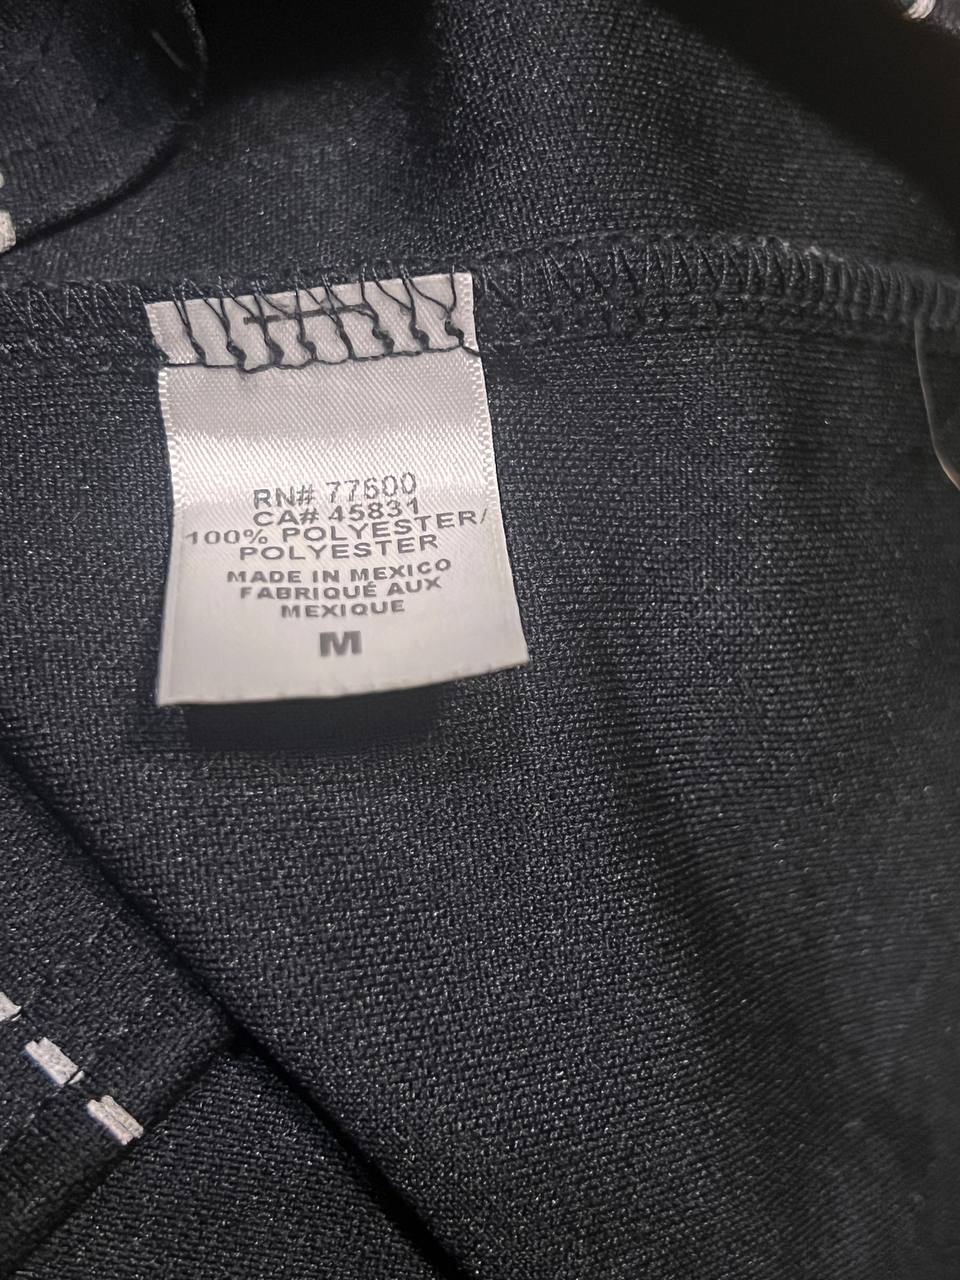 RN# 77600
CA# 45831
100% POLYESTER/
POLYESTER
MADE IN MEXICO
FABRIQUÉ AUX
MEXIQUE
M